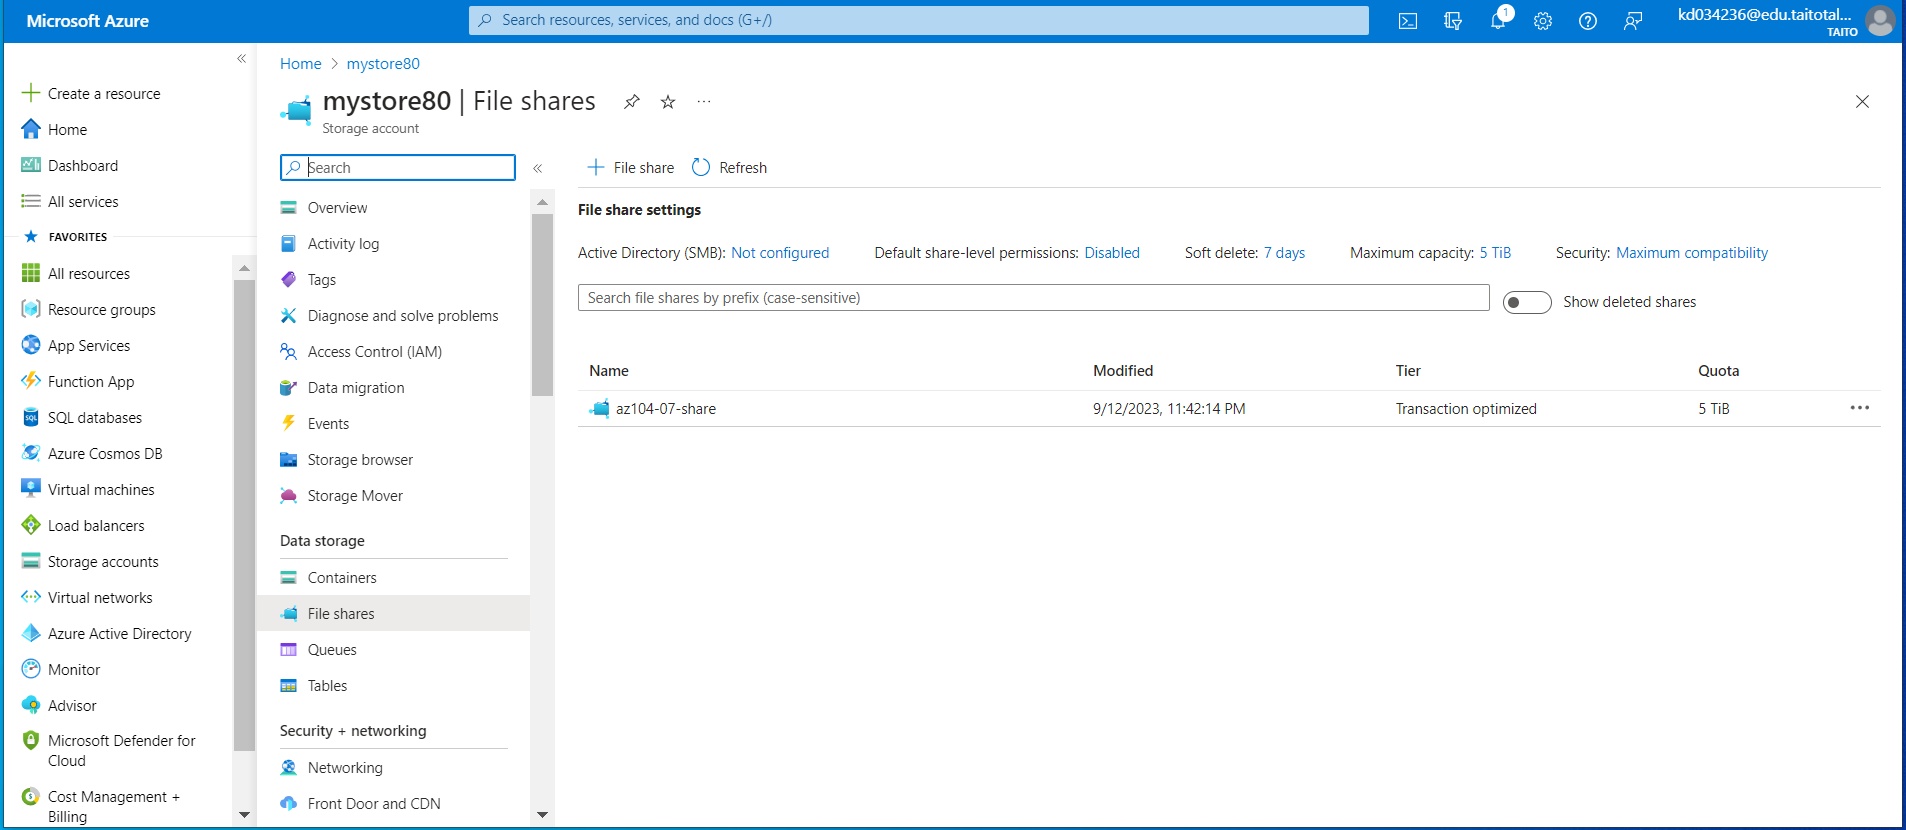 Microsoft Azure
Search resources, services, and docs (G+/)
1
kd034236@edu.taitotal...
TAITO
Create a resource
Home
Dashboard
All services
FAVORITES
All resources
Resource groups
App Services
Function App
SQL databases
Azure Cosmos DB
Virtual machines
Load balancers
Storage accounts
Virtual networks
Azure Active Directory
Monitor
Advisor
Microsoft Defender for
Cloud
Cost Management +
Billing
Home > mystore80
mystore80 | File shares
Storage account
Search
Overview
Activity log
Tags
Diagnose and solve problems
Access Control (IAM)
Data migration
Events
Storage browser
Storage Mover
Data storage
Containers
File shares
Queues
Tables
Security + networking
Networking
Front Door and CDN
File share Refresh
File share settings
Active Directory (SMB): Not configured Default share-level permissions: Disabled Soft delete: 7 days Maximum capacity: 5 TiB Security: Maximum compatibility
Search file shares by prefix (case-sensitive)
Show deleted shares
Name Modified Tier Quota
az104-07-share 9/12/2023, 11:42:14 PM Transaction optimized 5 TiB